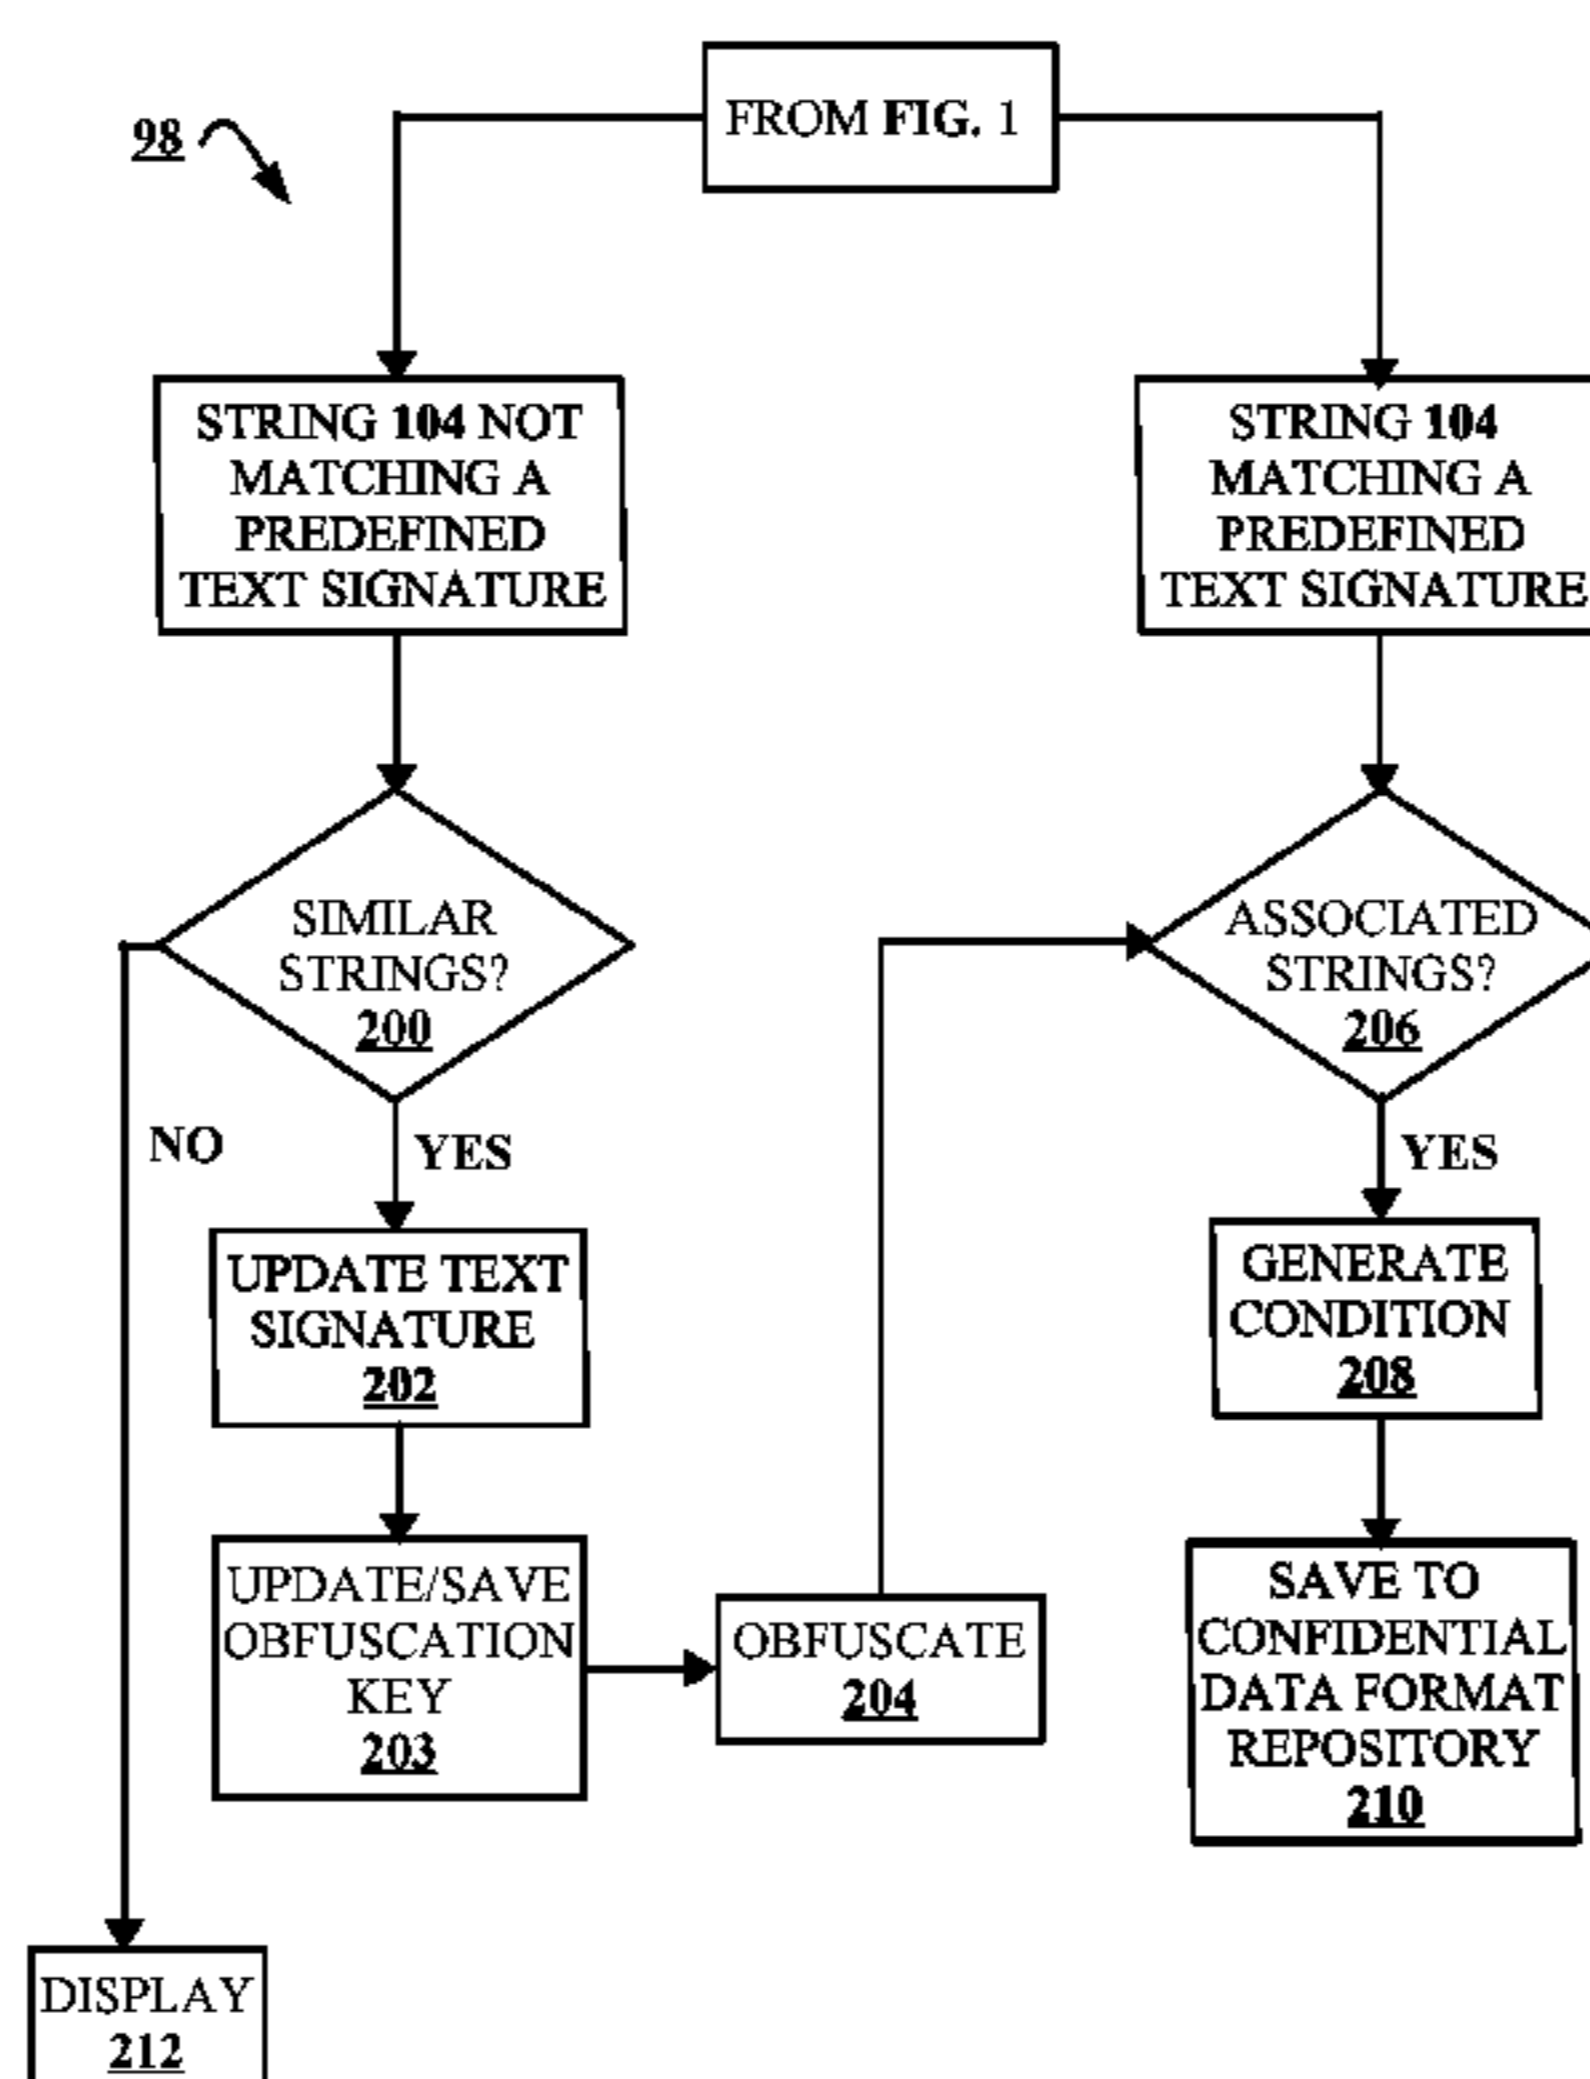 FROM FIG. 1
98
STRING 104 NOT
MATCHING A
PREDEFINED
TEXT SIGNATURE
STRING 104
MATCHING A
PREDEFINED
TEXT SIGNATURE
SIMILAR
STRINGS?
200
ASSOCIATED
STRINGS?
206
NO
YES
YES
UPDATE TEXT
SIGNATURE
202
GENERATE
CONDITION
208
UPDATE/SAVE
OBFUSCATION
KEY
203
OBFUSCATE
204
SAVE TO
CONFIDENTIAL
DATA FORMAT
REPOSITORY
210
DISPLAY
212